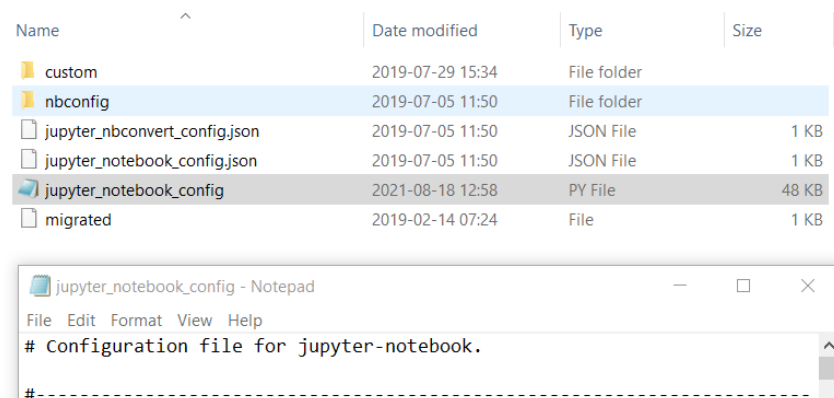 Name Date modified Type Size
custom 2019-07-29 15:34 File folder
nbconfig 2019-07-05 11:50 File folder
jupyter_nbconvert_config.json 2019-07-05 11:50 JSON File 1 KB
jupyter_notebook_config.json 2019-07-05 11:50 JSON File 1 KB
jupyter_notebook_config 2021-08-18 12:58 PY File 48 KB
migrated 2019-02-14 07:24 File 1 KB
jupyter_notebook_config - Notepad
File Edit Format View Help
# Configuration file for jupyter-notebook.
#------------------------------------------------------------------------------